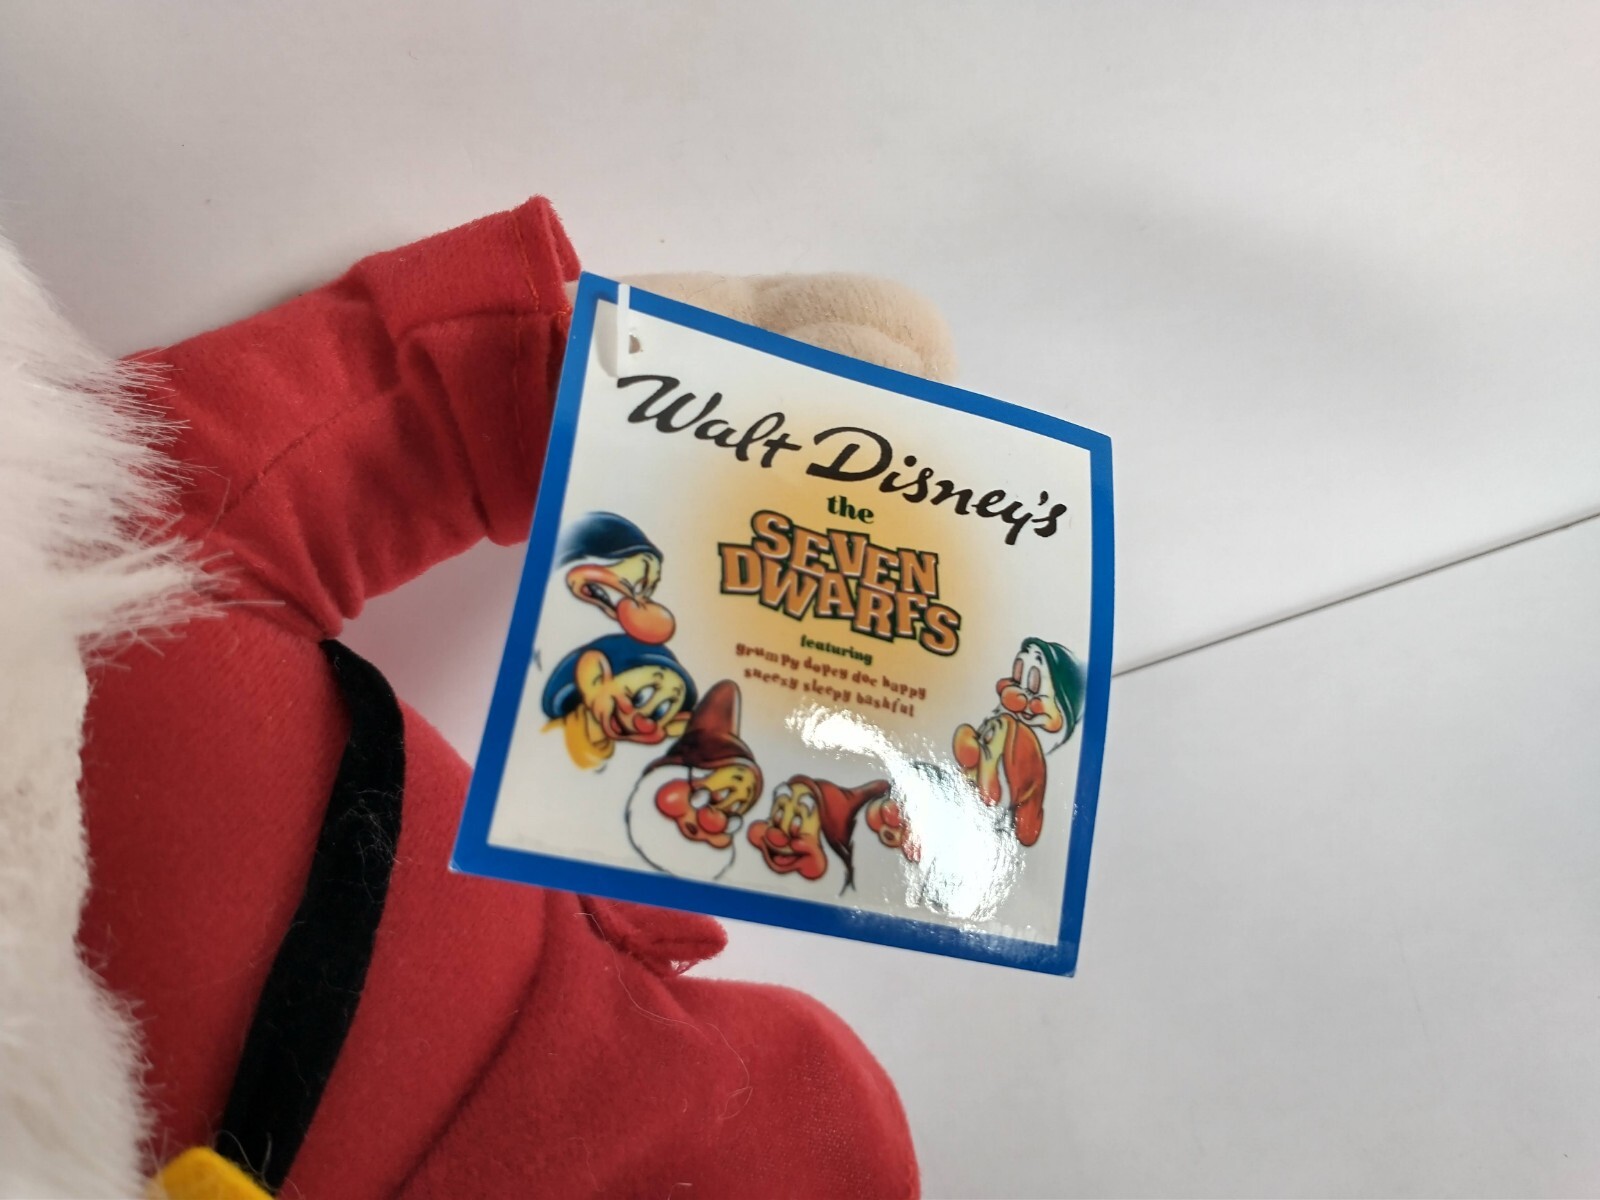 Walt Disney's
the
SEVEN
DWARFS
featuring
grumpy dopey doc happy
sneezy sleepy bashful